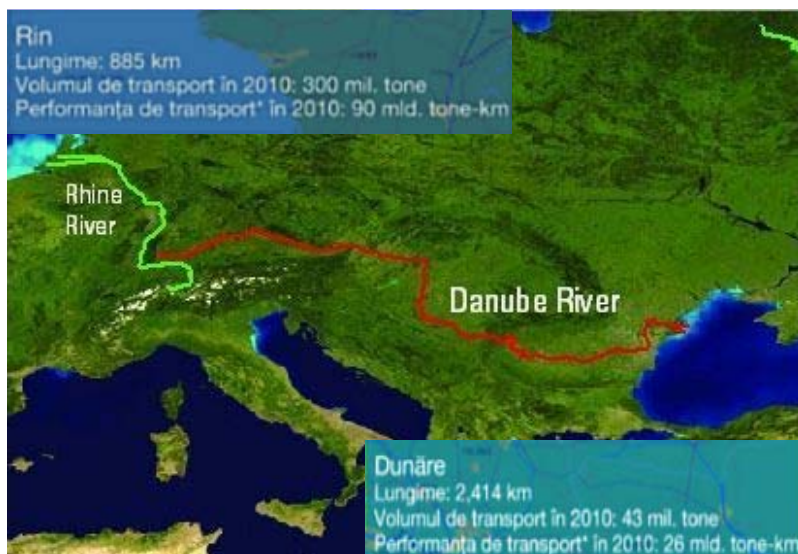 Rin
Lungime: 885 km
Volumul de transport în 2010: 300 mil. tone
Performanța de transport* în 2010: 90 mld. tone-km
Rhine
River
Danube River
Dunăre
Lungime: 2,414 km
Volumul de transport în 2010: 43 mil. tone
Performanța de transport* în 2010: 26 mld. tone-km